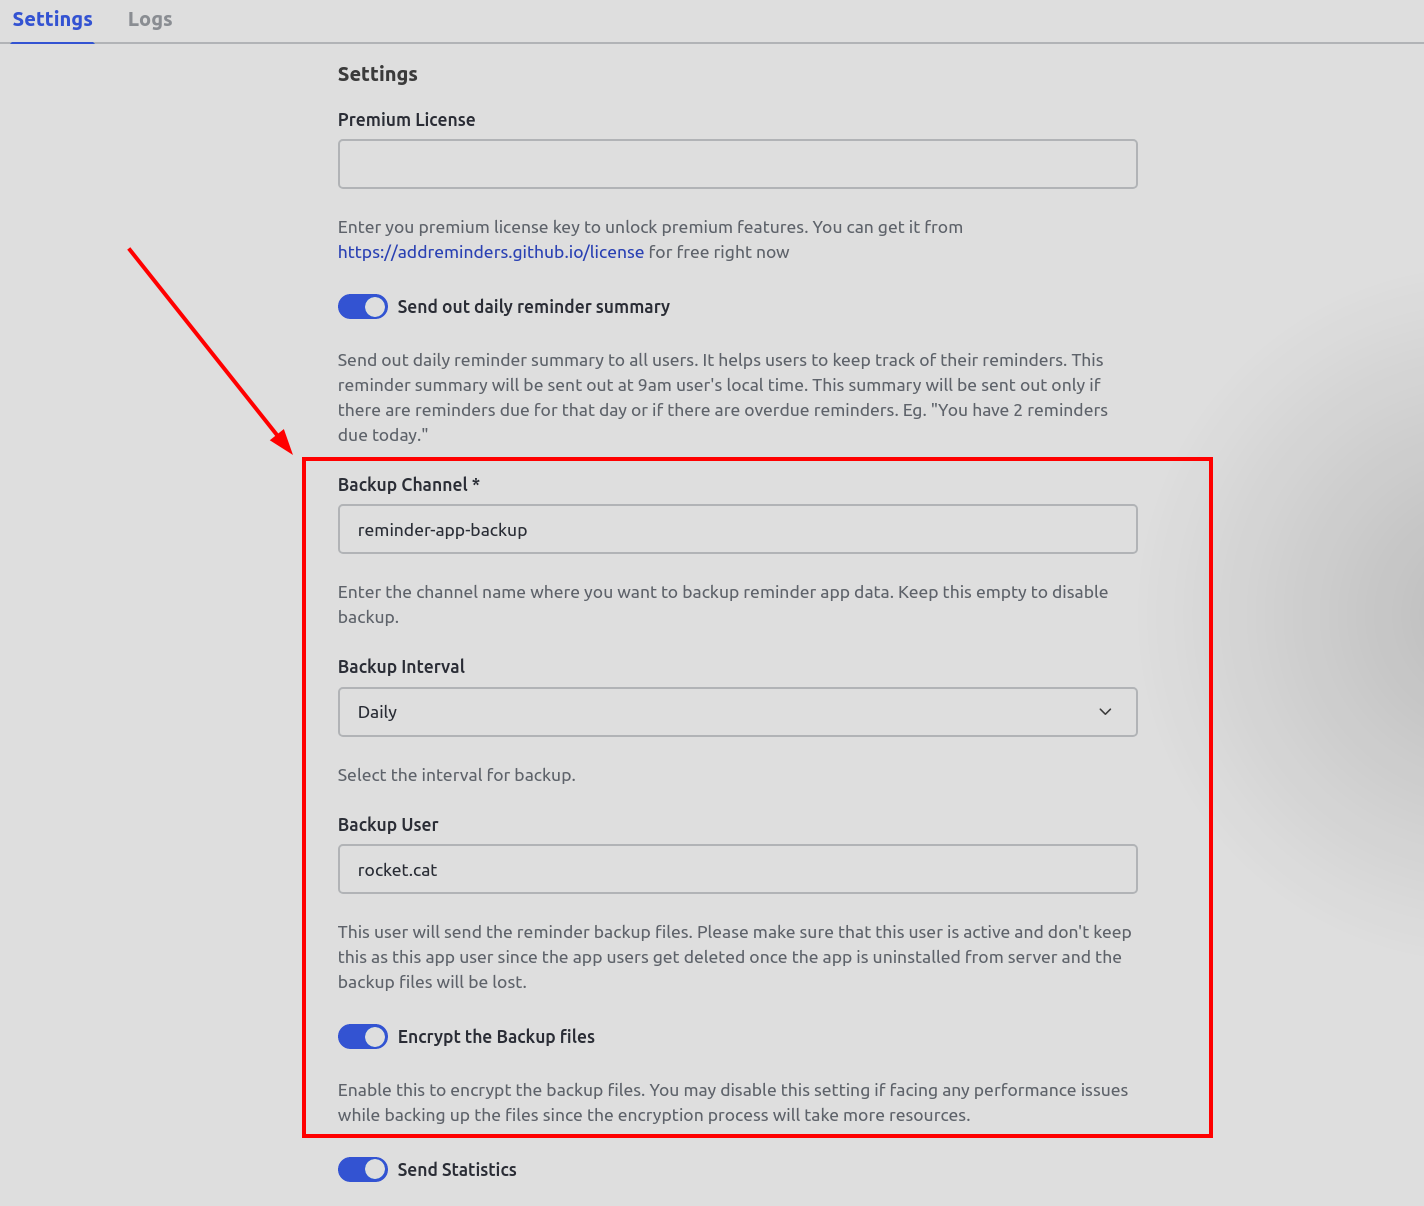 Settings
Logs
Settings
Premium License
Enter you premium license key to unlock premium features. You can get it from
https://addreminders.github.io/license for free right now
Send out daily reminder summary
Send out daily reminder summary to all users. It helps users to keep track of their reminders. This
reminder summary will be sent out at 9am user's local time. This summary will be sent out only if
there are reminders due for that day or if there are overdue reminders. Eg. "You have 2 reminders
due today."
Backup Channel *
reminder-app-backup
Enter the channel name where you want to backup reminder app data. Keep this empty to disable
backup.
Backup Interval
Daily
Select the interval for backup.
Backup User
rocket.cat
This user will send the reminder backup files. Please make sure that this user is active and don't keep
this as this app user since the app users get deleted once the app is uninstalled from server and the
backup files will be lost.
Encrypt the Backup files
Enable this to encrypt the backup files. You may disable this setting if facing any performance issues
while backing up the files since the encryption process will take more resources.
Send Statistics